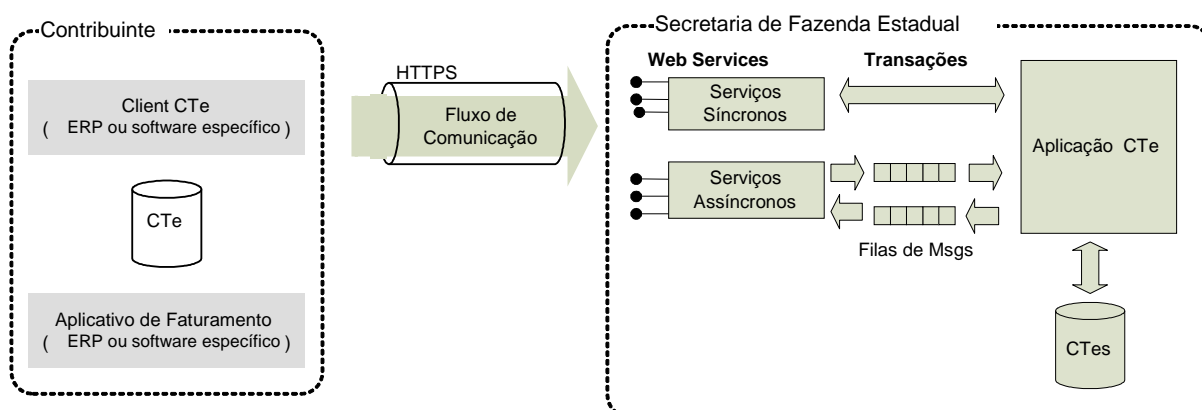 Contribuinte
Client CTe
( ERP ou software específico )
CTe
Aplicativo de Faturamento
( ERP ou software específico )
HTTPS
Fluxo de
Comunicação
Secretaria de Fazenda Estadual
Web Services
Transações
Serviços
Síncronos
Serviços
Assíncronos
Filas de Msgs
Aplicação CTe
CTes